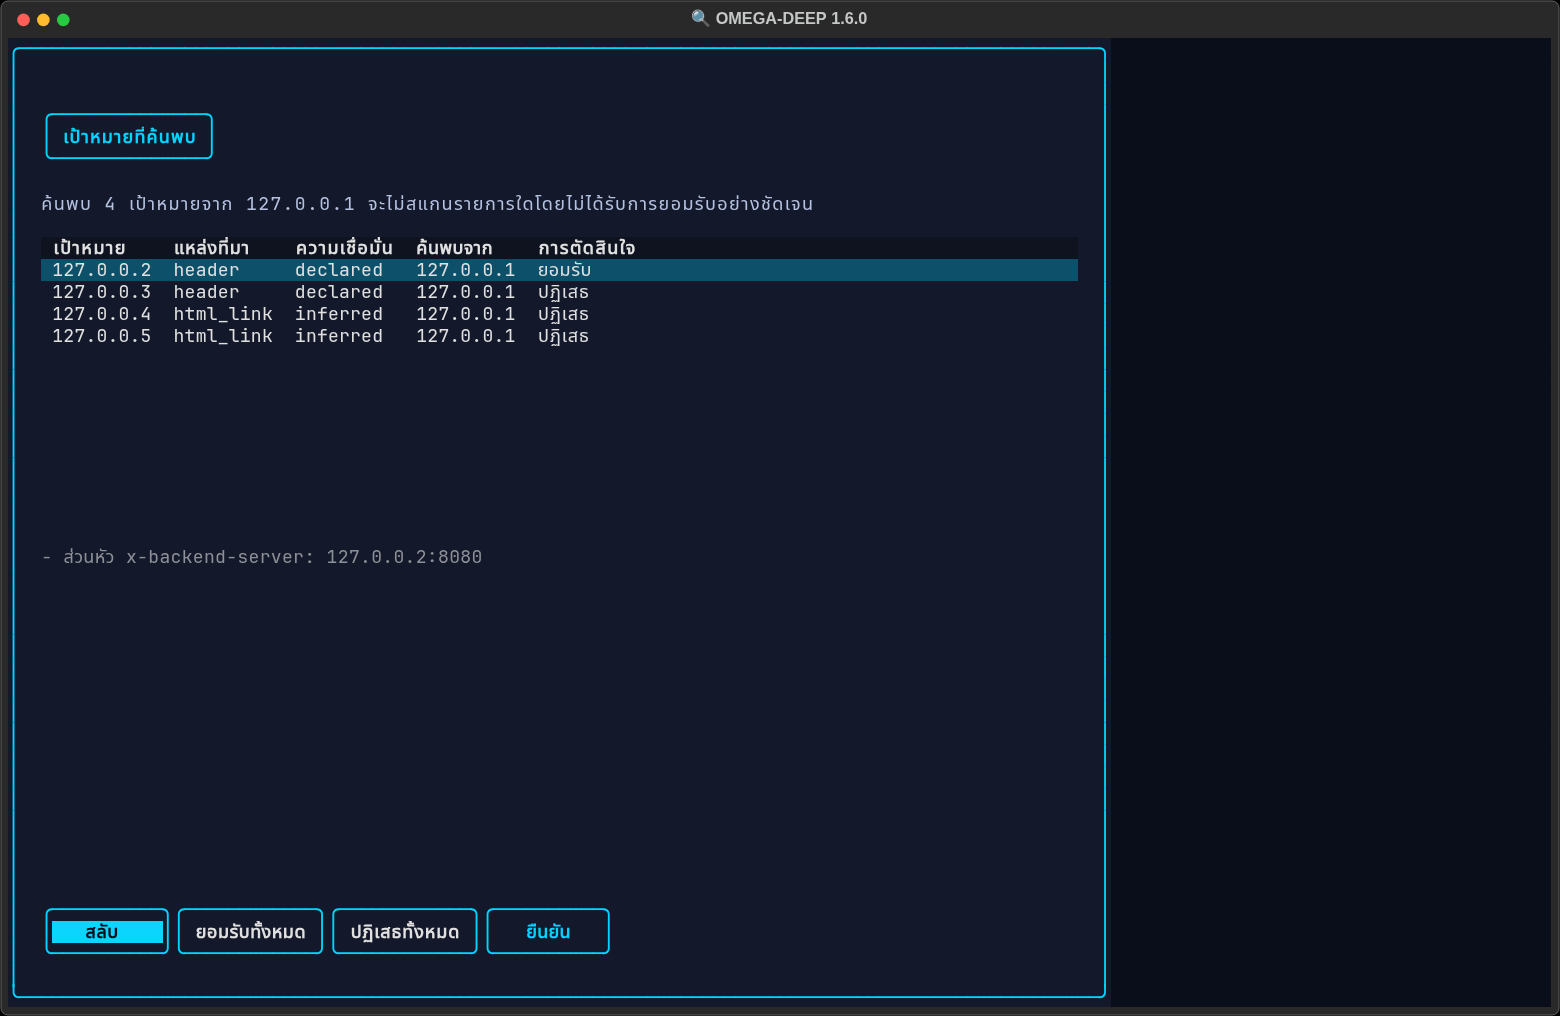 🔍 OMEGA-DEEP 1.6.0
เป้าหมายที่ค้นพบ
ค้นพบ 4 เป้าหมายจาก 127.0.0.1 จะไม่สแกนรายการใดโดยไม่ได้รับการยอมรับอย่างชัดเจน
เป้าหมาย แหล่งที่มา ความเชื่อมั่น ค้นพบจาก การตัดสินใจ
127.0.0.2 header declared 127.0.0.1 ยอมรับ
127.0.0.3 header declared 127.0.0.1 ปฏิเสธ
127.0.0.4 html_link inferred 127.0.0.1 ปฏิเสธ
127.0.0.5 html_link inferred 127.0.0.1 ปฏิเสธ
- ส่วนหัว x-backend-server: 127.0.0.2:8080
สลับ ยอมรับทั้งหมด ปฏิเสธทั้งหมด ยืนยัน